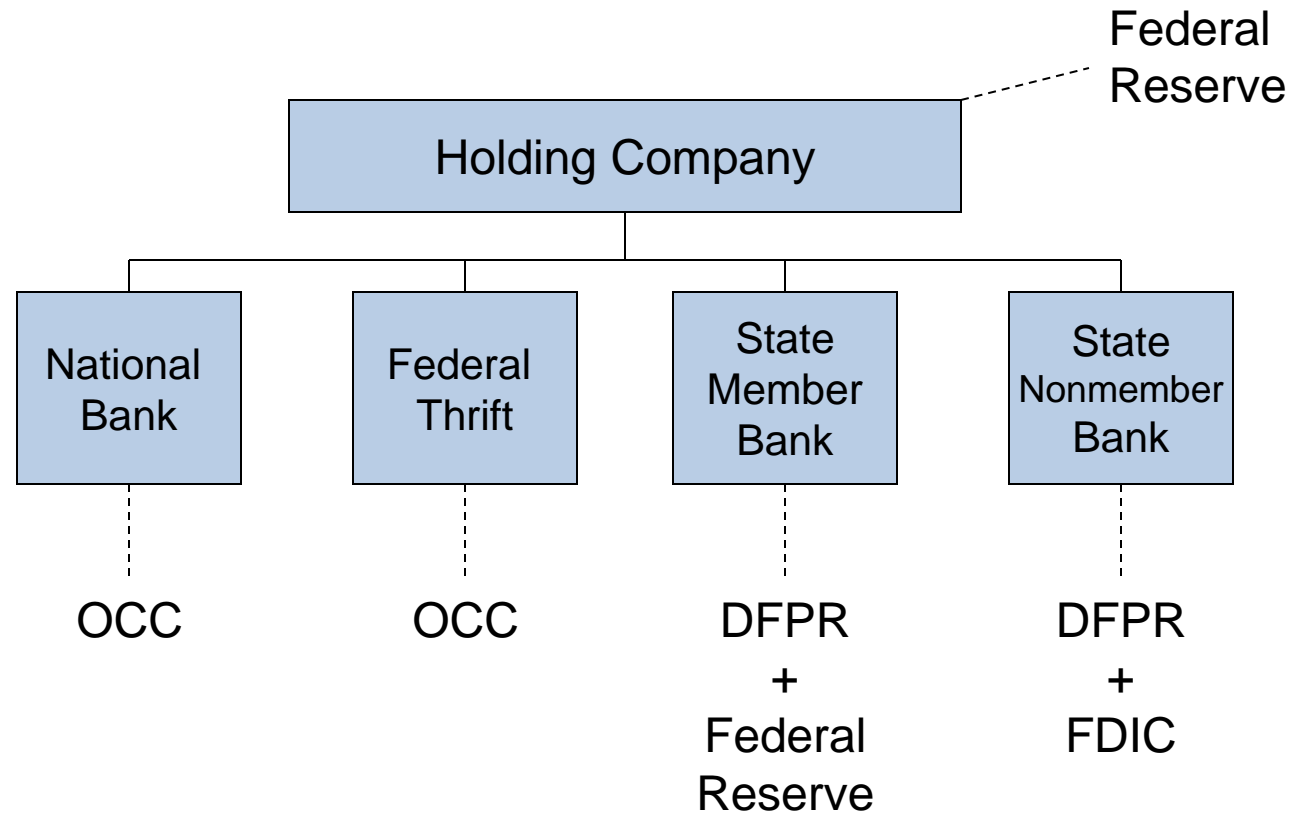 Federal
Reserve
Holding Company
National
Bank
Federal
Thrift
State
Member
Bank
State
Nonmember
Bank
OCC
OCC
DFPR
+
Federal
Reserve
DFPR
+
FDIC